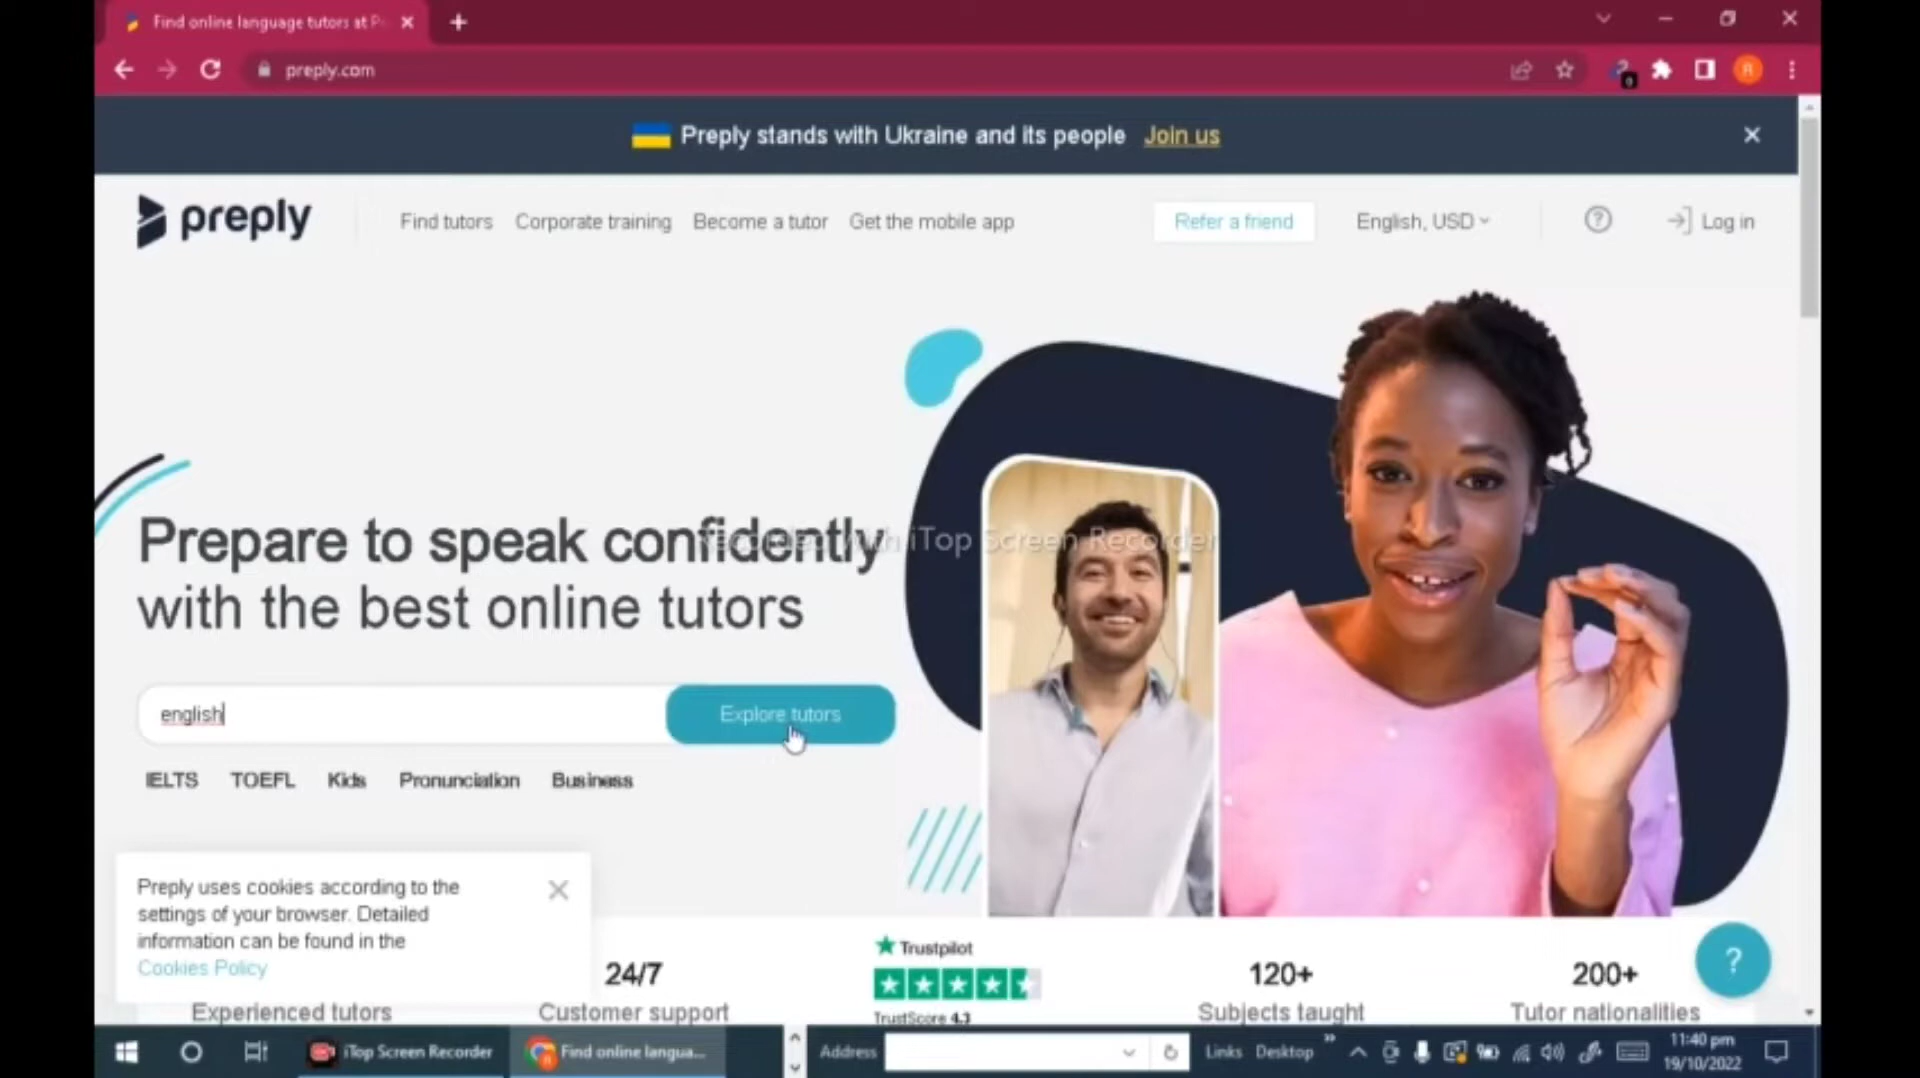 Find online language tutors at P
preply.com
Preply stands with Ukraine and its people Join us
preply
Find tutors Corporate training Become a tutor Get the mobile app Refer a friend English, USD Log in
Recorded with iTop Screen Recorder
Prepare to speak confidently
with the best online tutors
english Explore tutors
IELTS TOEFL Kids Pronunciation Business
Preply uses cookies according to the
settings of your browser. Detailed
information can be found in the
Cookies Policy
Experienced tutors
24/7
Customer support
Trustpilot
TrustScore 4.3
120+
Subjects taught
200+
Tutor nationalities
?
iTop Screen Recorder Find online langua... Address Links Desktop
11:40 pm
19/10/2022